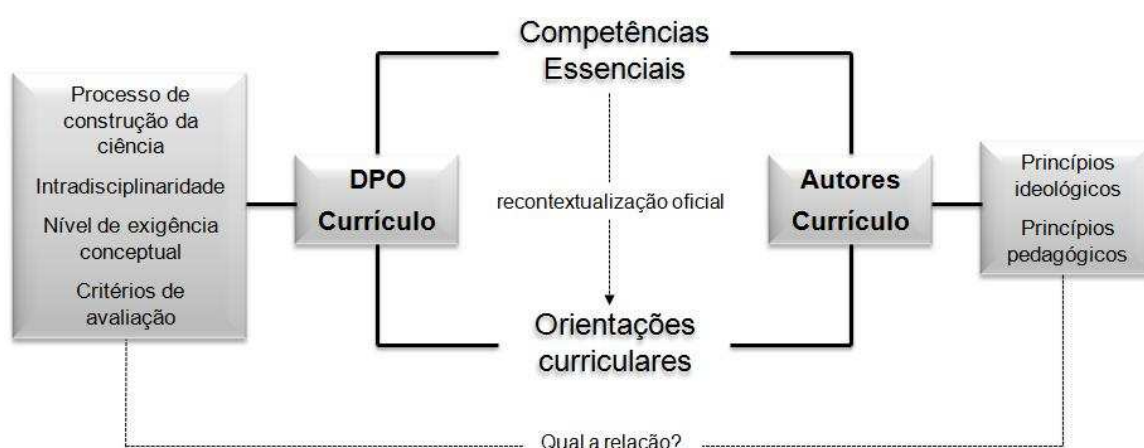 Competências
Essenciais
Processo de
construção da
ciência
Intradisciplinaridade
Nível de exigência
conceptual
Critérios de
avaliação
DPO
Currículo
recontextualização oficial
Autores
Currículo
Princípios
ideológicos
Princípios
pedagógicos
Orientações
curriculares
Qual a relação?